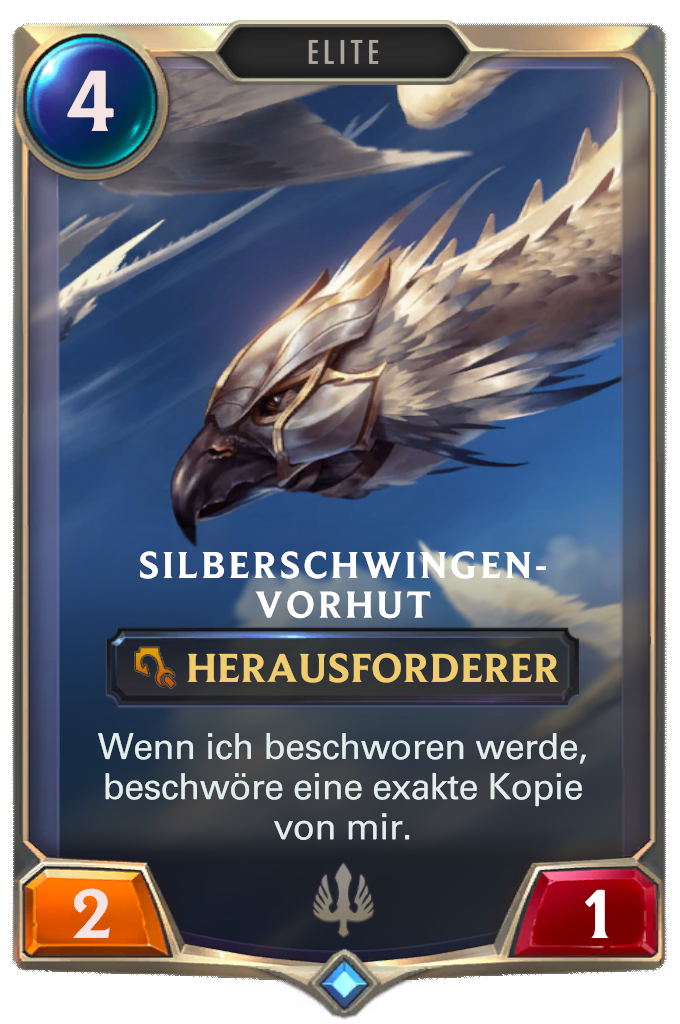 ELITE
4
SILBERSCHWINGEN-
VORHUT
HERAUSFORDERER
Wenn ich beschworen werde,
beschwöre eine exakte Kopie
von mir.
2
1